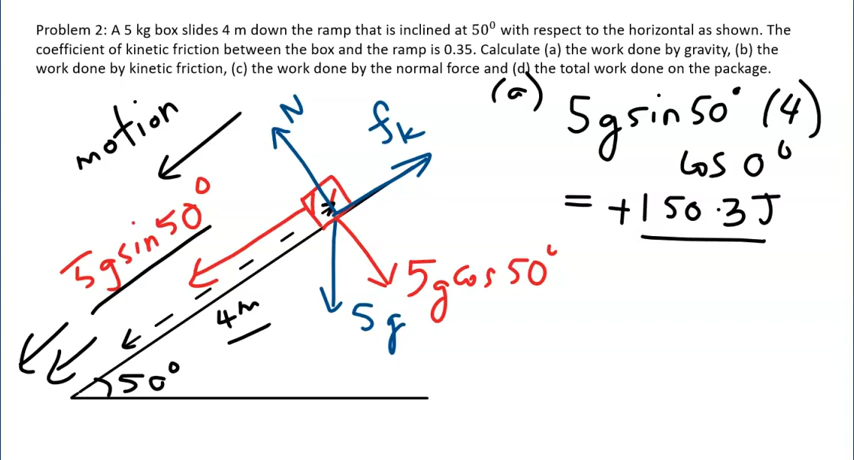 Problem 2: A 5 kg box slides 4 m down the ramp that is inclined at 50⁰ with respect to the horizontal as shown. The
coefficient of kinetic friction between the box and the ramp is 0.35. Calculate (a) the work done by gravity, (b) the
work done by kinetic friction, (c) the work done by the normal force and (d) the total work done on the package.
(a) 5g sin 50° (4)
cos 0°
= +150.3J
motion
N
fk
5g sin 50°
5g cos 50°
4m
5g
50°